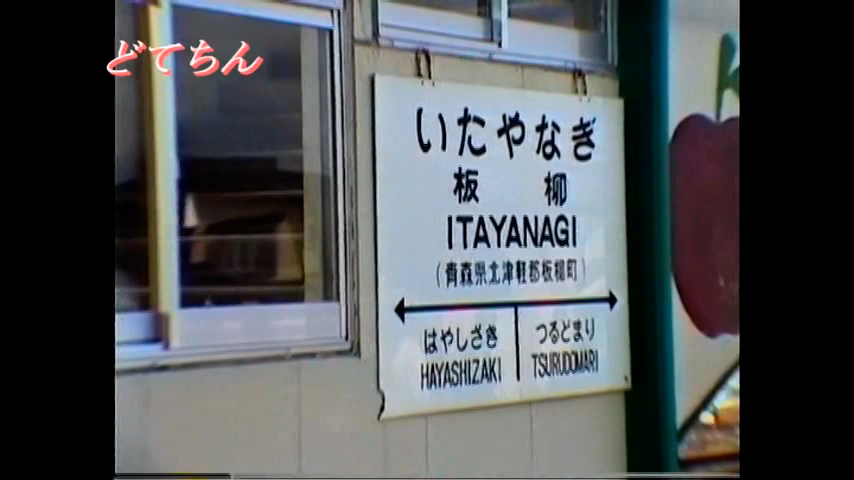 どてちん
いたやなぎ
板柳
ITAYANAGI
(青森県北津軽郡板柳町)
はやしざき
HAYASHIZAKI
つるどまり
TSURUDOMARI